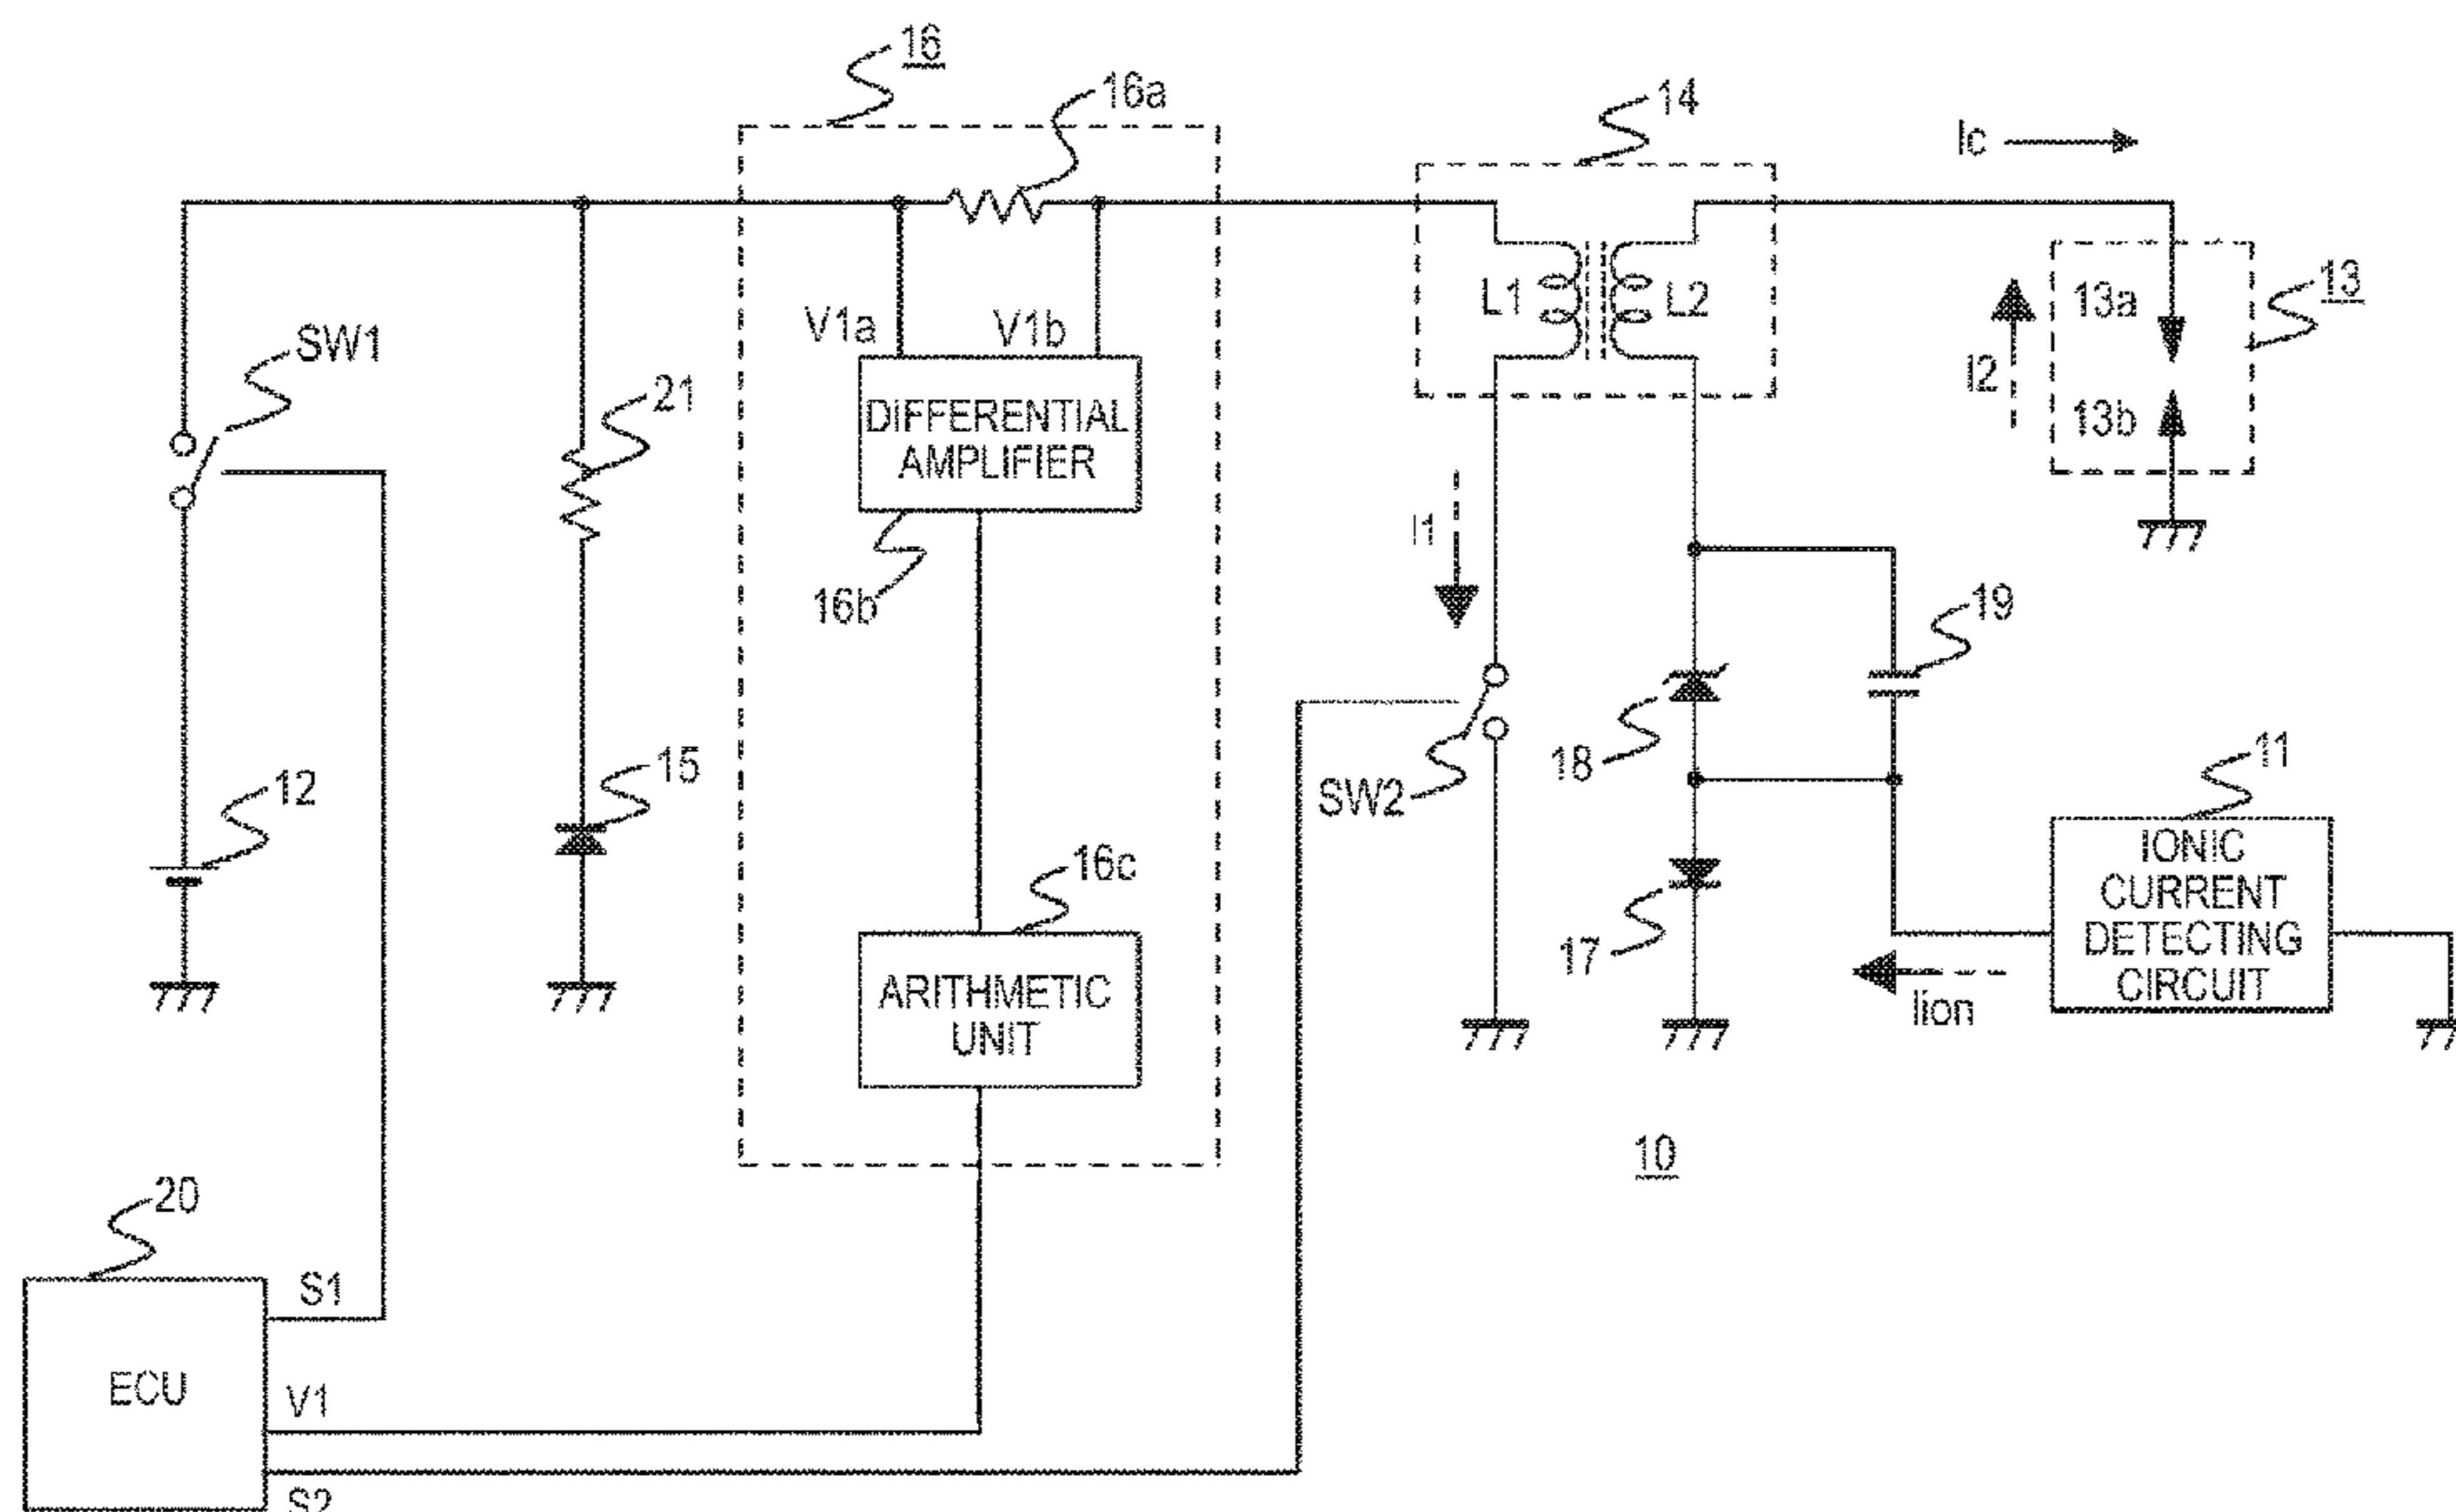 16
16a
14
Ic
SW1
21
V1a
V1b
L1
L2
13a
13
I2
13b
DIFFERENTIAL
AMPLIFIER
I1
16b
19
12
15
SW2
18
11
16c
17
IONIC
CURRENT
DETECTING
CIRCUIT
Iion
ARITHMETIC
UNIT
10
20
S1
ECU
V1
S2